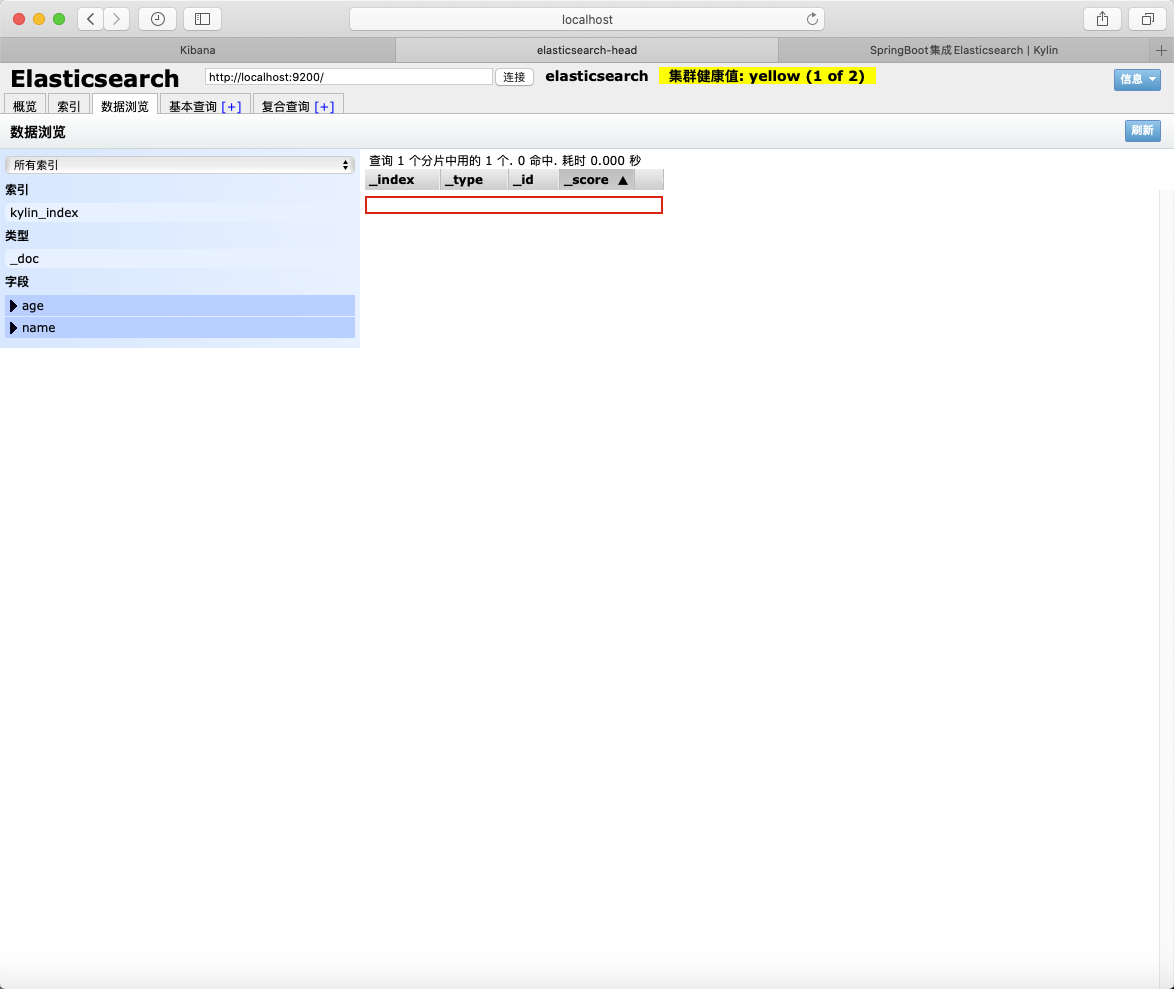 localhost
Kibana
elasticsearch-head
SpringBoot集成Elasticsearch | Kylin
Elasticsearch
http://localhost:9200/
连接
elasticsearch
集群健康值: yellow (1 of 2)
信息
概览
索引
数据浏览
基本查询 [+]
复合查询 [+]
数据浏览
刷新
所有索引
索引
kylin_index
类型
_doc
字段
age
name
查询 1 个分片中用的 1 个. 0 命中. 耗时 0.000 秒
_index _type _id _score ▲